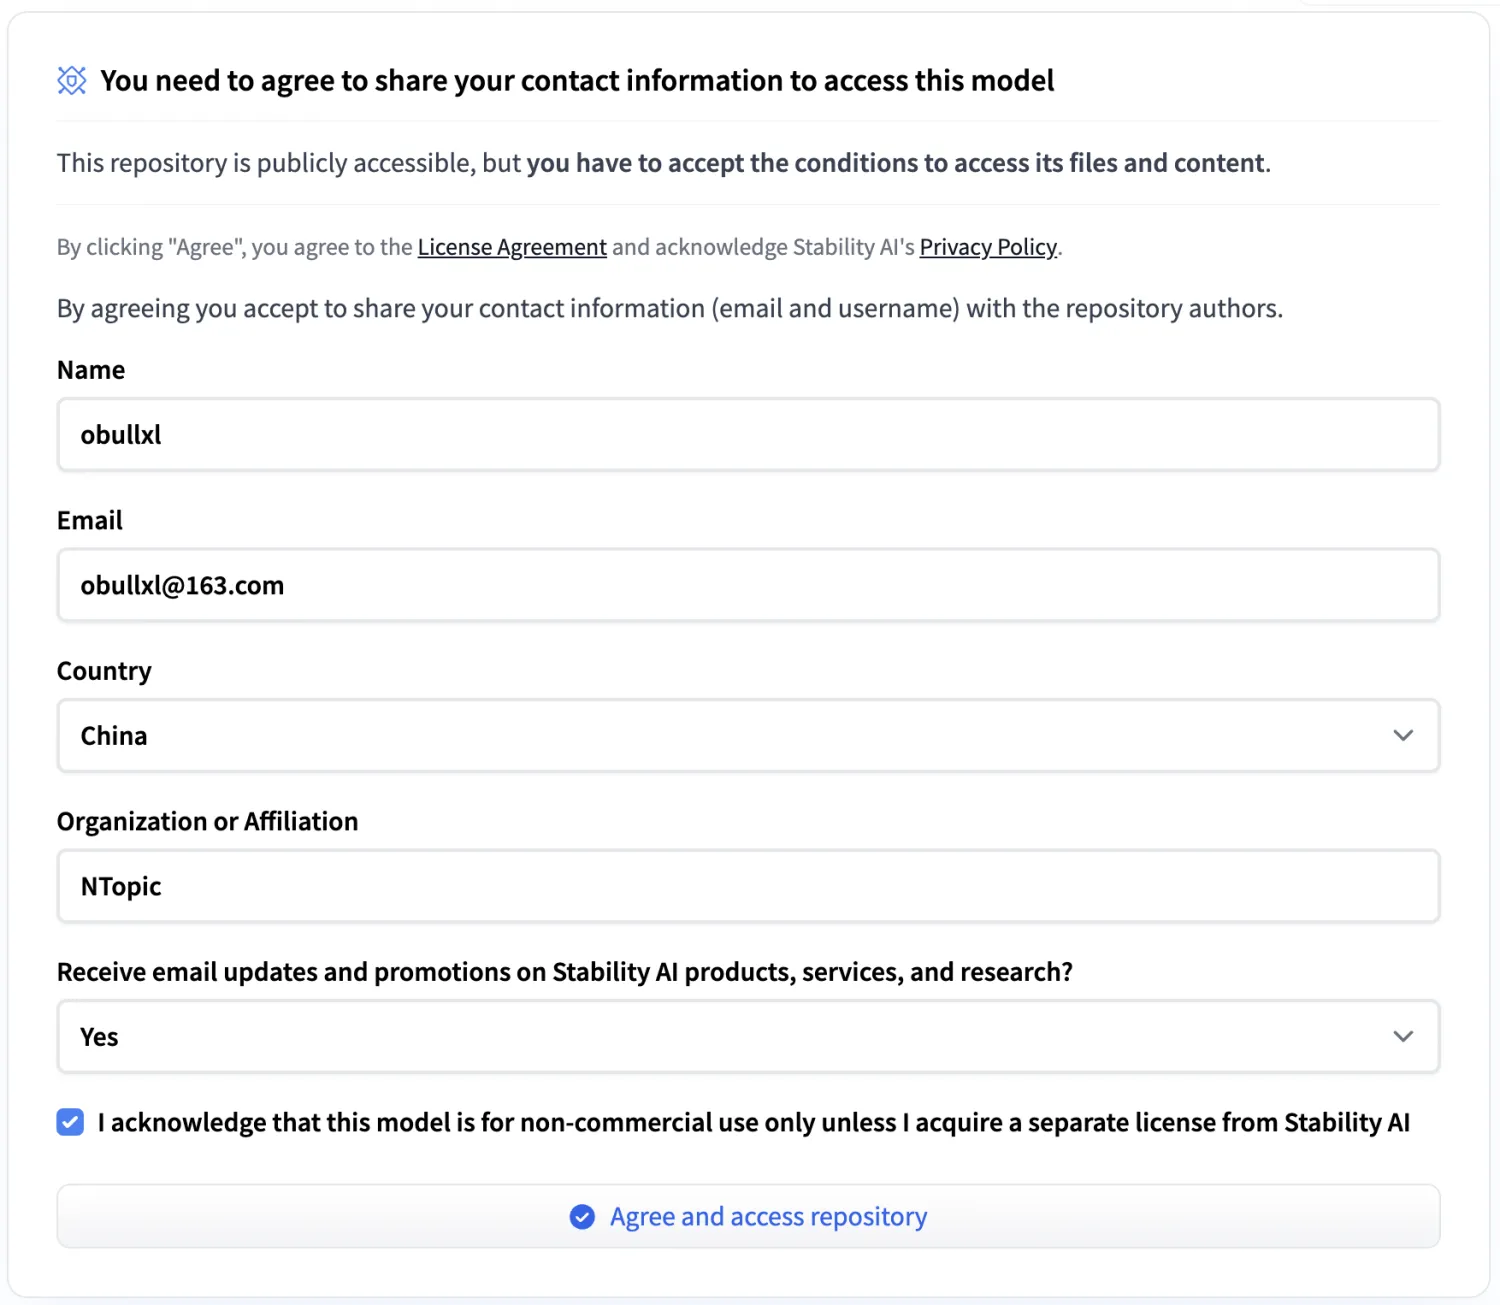 You need to agree to share your contact information to access this model
This repository is publicly accessible, but you have to accept the conditions to access its files and content.
By clicking "Agree", you agree to the License Agreement and acknowledge Stability AI's Privacy Policy.
By agreeing you accept to share your contact information (email and username) with the repository authors.
Name
obullxl
Email
obullxl@163.com
Country
China
Organization or Affiliation
NTopic
Receive email updates and promotions on Stability AI products, services, and research?
Yes
I acknowledge that this model is for non-commercial use only unless I acquire a separate license from Stability AI
Agree and access repository